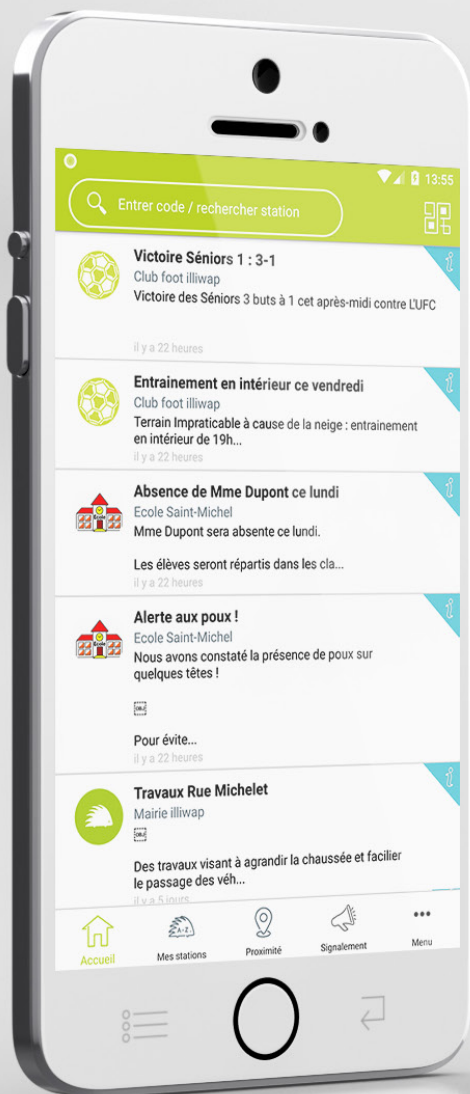 13:55
Entrer code / rechercher station
Victoire Séniors 1 : 3-1
Club foot illiwap
Victoire des Séniors 3 buts à 1 cet après-midi contre L'UFC
il y a 22 heures
Entrainement en intérieur ce vendredi
Club foot illiwap
Terrain Impraticable à cause de la neige : entrainement
en intérieur de 19h...
il y a 22 heures
Absence de Mme Dupont ce lundi
Ecole Saint-Michel
Mme Dupont sera absente ce lundi.
Les élèves seront répartis dans les cla...
il y a 22 heures
Alerte aux poux !
Ecole Saint-Michel
Nous avons constaté la présence de poux sur
quelques têtes !
OBJ
Pour évite...
il y a 22 heures
Travaux Rue Michelet
Mairie illiwap
OBJ
Des travaux visant à agrandir la chaussée et facilier
le passage des véh...
il y a 5 jours
Accueil
A-Z
Mes stations
Proximité
Signalement
Menu